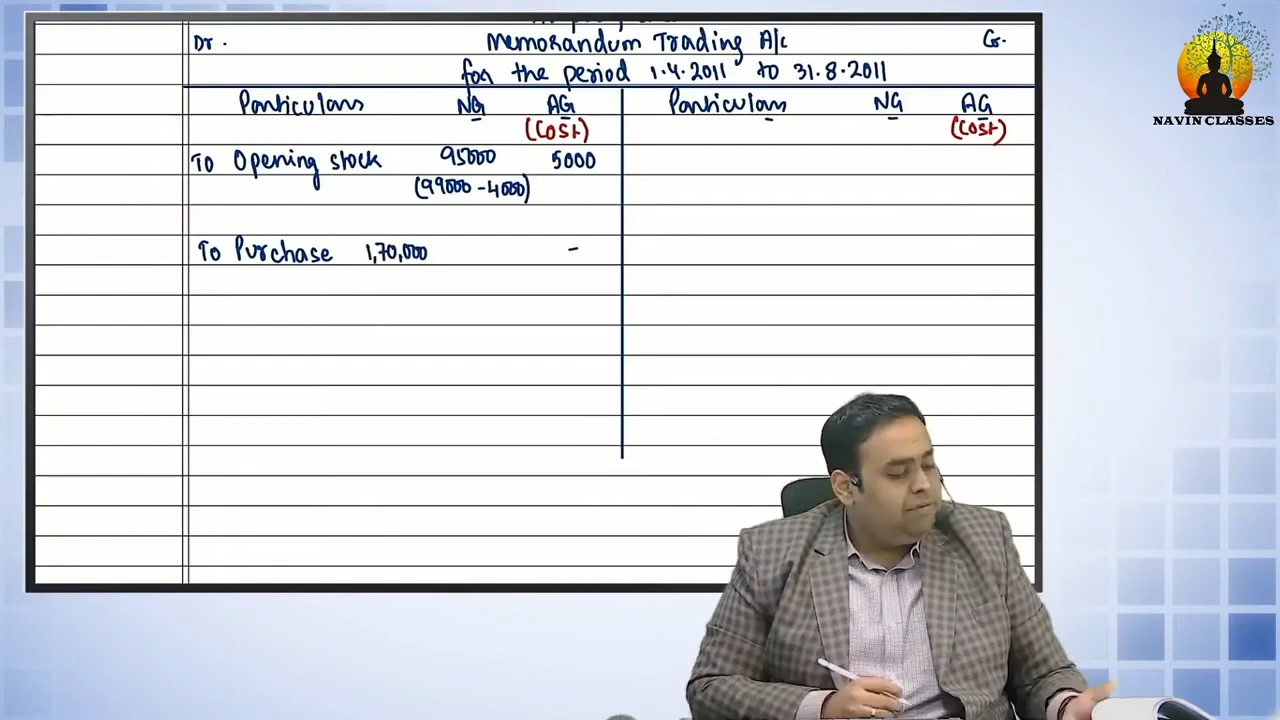 Dr. Memorandum Trading A/c Cr.
for the period 1.4.2011 to 31.8.2011
Particulars NG AG Particulars NG AG
(Cost) (Cost)
To Opening stock 95000 5000
(99000 - 4000)
To Purchase 1,70,000 -
NAVIN CLASSES